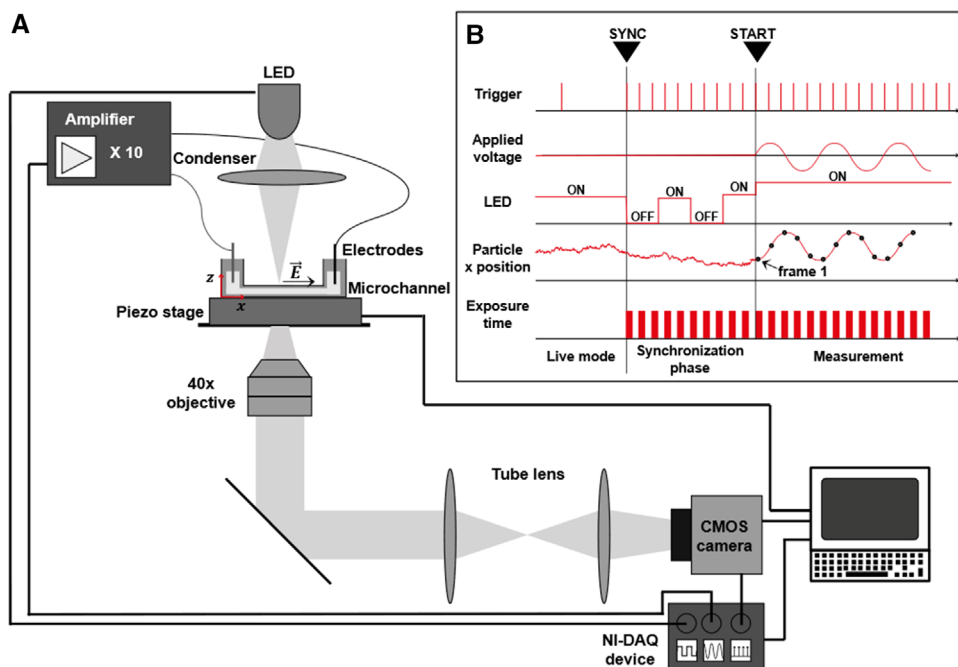 A
LED
Amplifier
X 10
Condenser
Electrodes
E
Microchannel
z
x
Piezo stage
40x
objective
Tube lens
CMOS
camera
NI-DAQ
device
B
SYNC
START
Trigger
Applied
voltage
LED
ON
OFF
ON
OFF
ON
ON
Particle
x position
frame 1
Exposure
time
Live mode
Synchronization
phase
Measurement